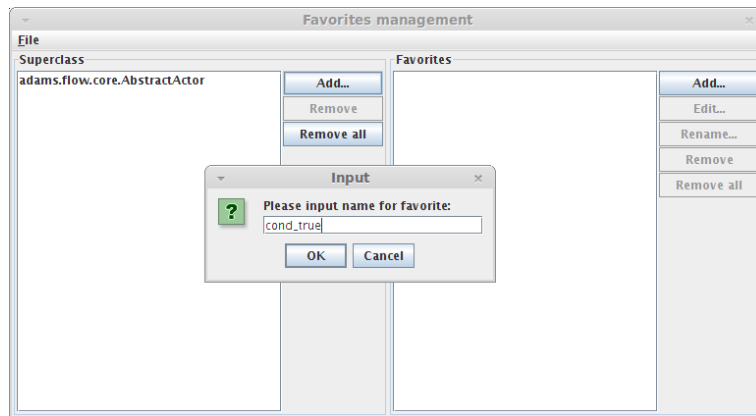 Favorites management
File
Superclass
adams.flow.core.AbstractActor
Add...
Remove
Remove all
Favorites
Add...
Edit...
Rename...
Remove
Remove all
Input
?
Please input name for favorite:
cond_true
OK
Cancel